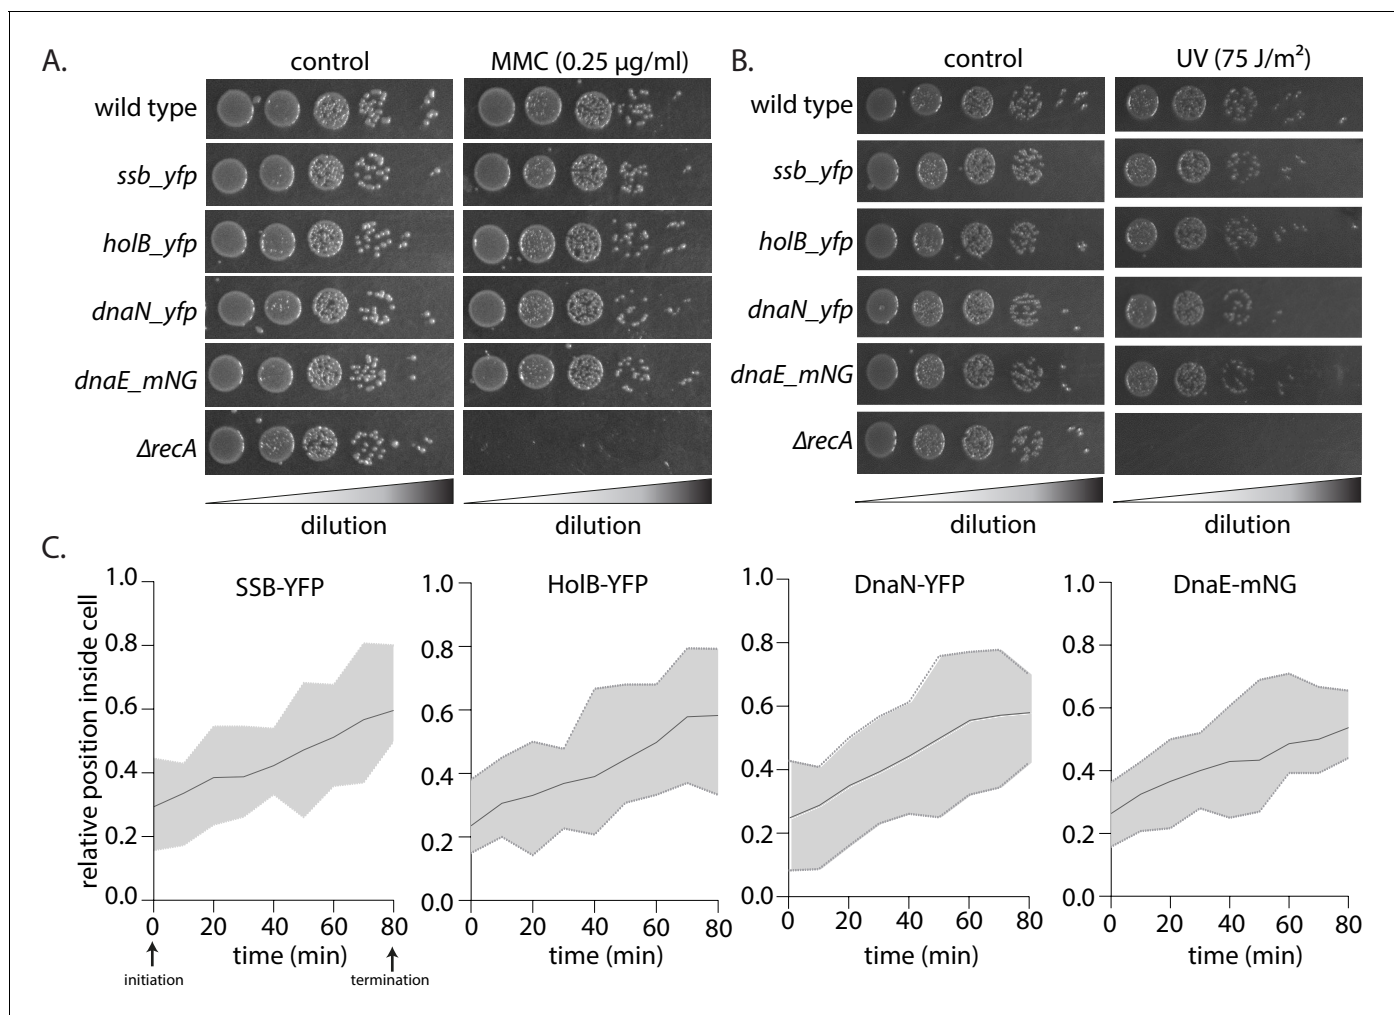 A.
control
MMC (0.25 µg/ml)
wild type
ssb_yfp
holB_yfp
dnaN_yfp
dnaE_mNG
ΔrecA
dilution
dilution
B.
control
UV (75 J/m²)
wild type
ssb_yfp
holB_yfp
dnaN_yfp
dnaE_mNG
ΔrecA
dilution
dilution
C.
relative position inside cell
SSB-YFP
1.0
0.8
0.6
0.4
0.2
0.0
0 20 40 60 80
time (min)
initiation
termination
HolB-YFP
1.0
0.8
0.6
0.4
0.2
0.0
0 20 40 60 80
time (min)
DnaN-YFP
1.0
0.8
0.6
0.4
0.2
0.0
0 20 40 60 80
time (min)
DnaE-mNG
1.0
0.8
0.6
0.4
0.2
0.0
0 20 40 60 80
time (min)